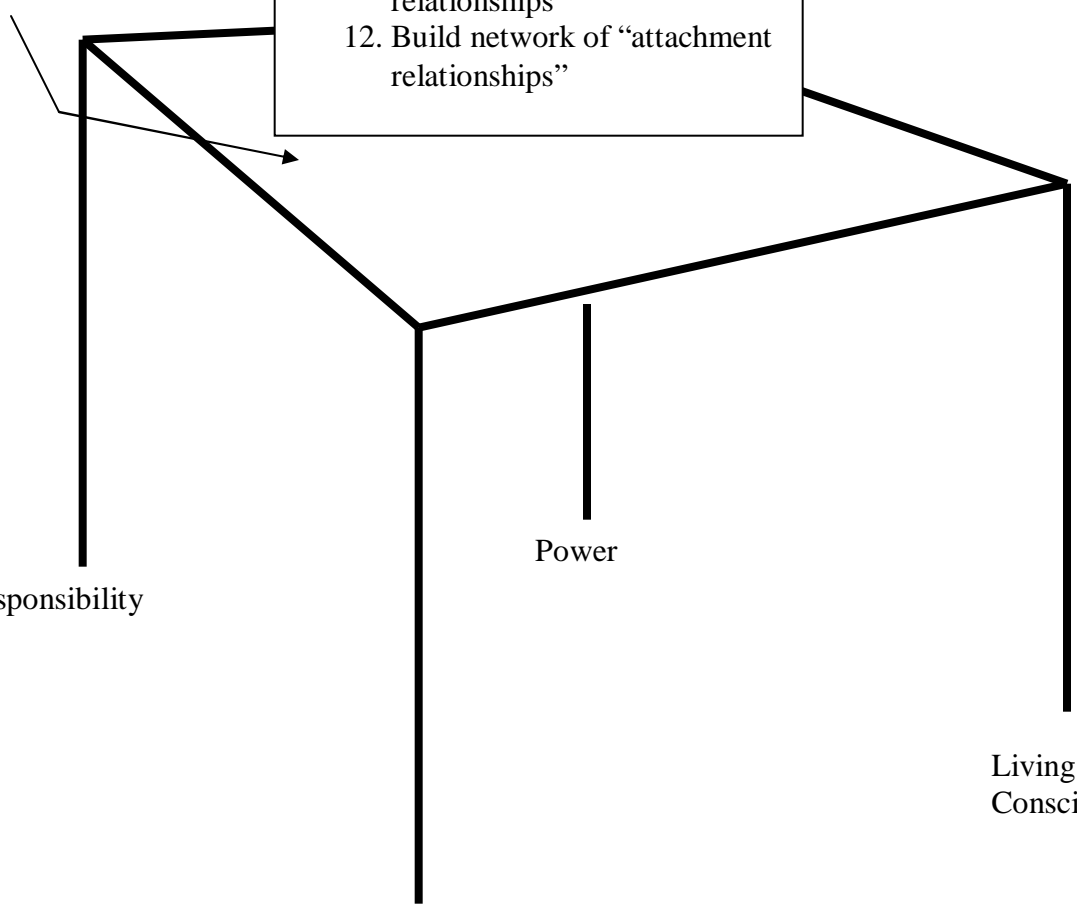 relationships
12. Build network of “attachment
relationships”
Power
sponsibility
Living
Consci